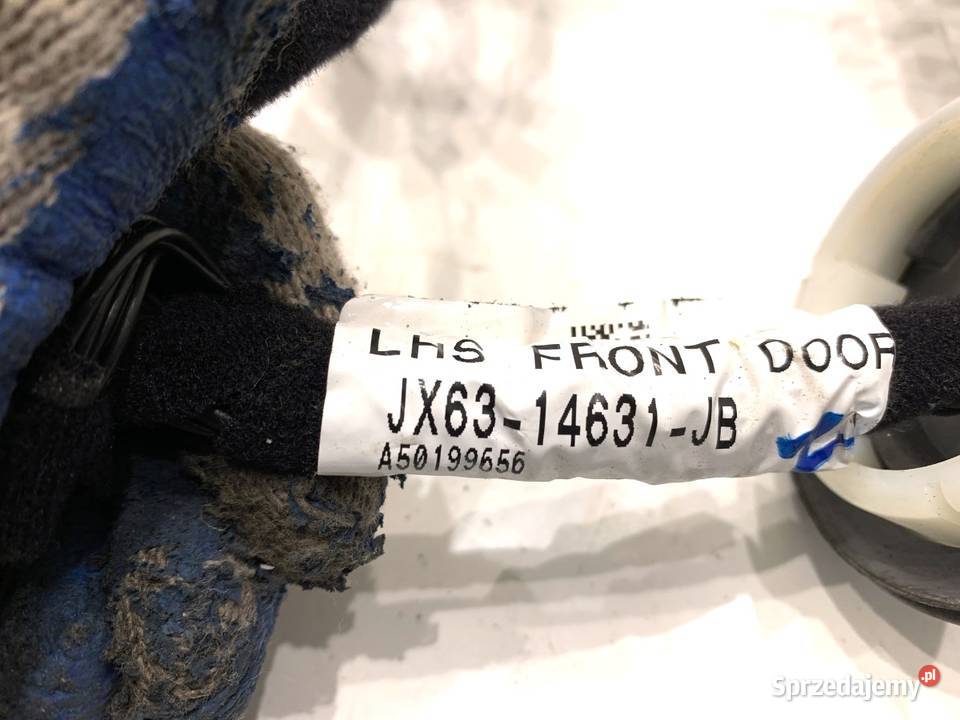 LHS FRONT DOOR
JX63-14631-JB
A50199656
Sprzedajemy.pl